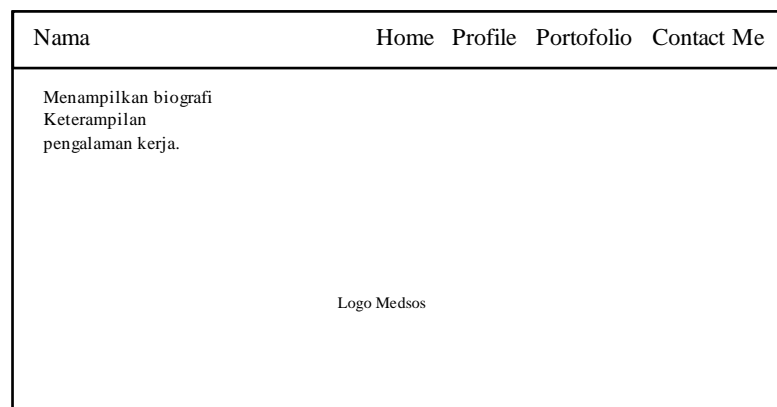 Nama Home Profile Portofolio Contact Me
Menampilkan biografi
Keterampilan
pengalaman kerja.
Logo Medsos